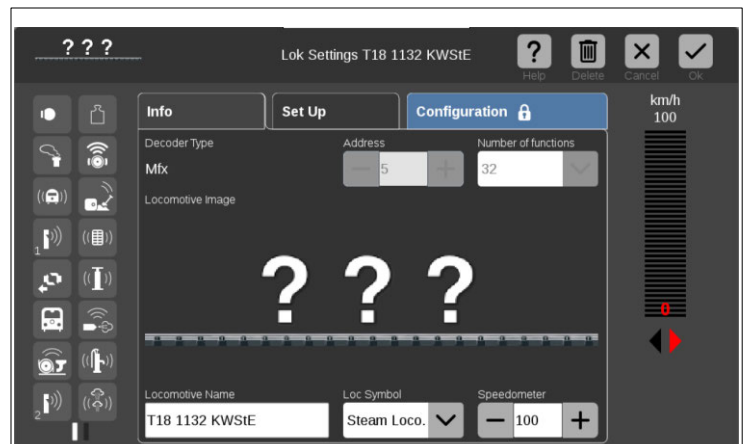 ? ? ?
Lok Settings T18 1132 KWStE
?
Help
Delete
Cancel
Ok
Info
Set Up
Configuration
km/h
100
Decoder Type
Address
Number of functions
Mfx
5
32
Locomotive Image
? ? ?
1
0
2
Locomotive Name
Loc Symbol
Speedometer
T18 1132 KWStE
Steam Loco.
100